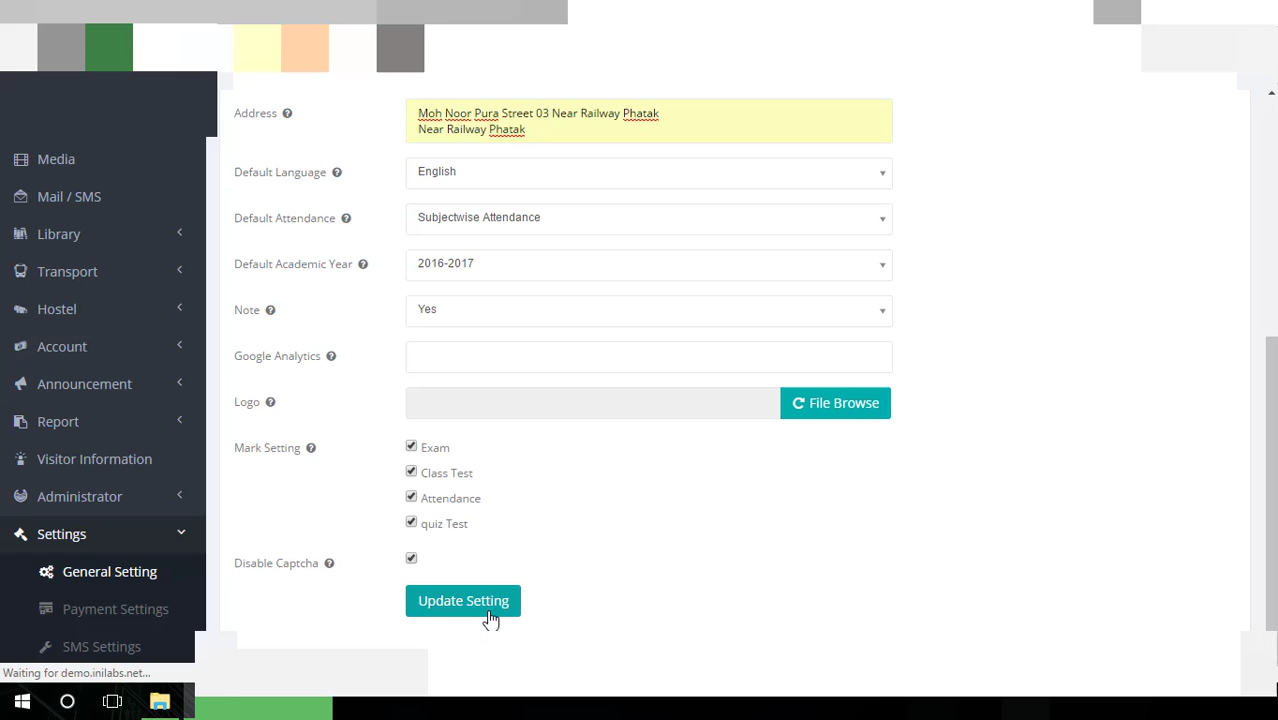 Media
Mail / SMS
Library
Transport
Hostel
Account
Announcement
Report
Visitor Information
Administrator
Settings
General Setting
Payment Settings
SMS Settings
Waiting for demo.inilabs.net...
Address
Moh Noor Pura Street 03 Near Railway Phatak
Near Railway Phatak
Default Language
English
Default Attendance
Subjectwise Attendance
Default Academic Year
2016-2017
Note
Yes
Google Analytics
Logo
File Browse
Mark Setting
Exam
Class Test
Attendance
quiz Test
Disable Captcha
Update Setting